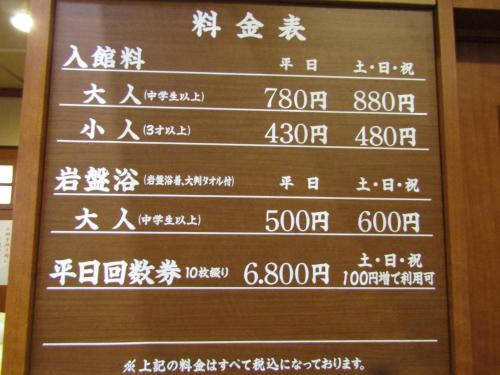 料金表
入館料 平日 土・日・祝
大人(中学生以上) 780円 880円
小人(3才以上) 430円 480円
岩盤浴(岩盤浴着、大判タオル付) 平日 土・日・祝
大人(中学生以上) 500円 600円
平日回数券 10枚綴り 6.800円 土・日・祝
100円増で利用可
※上記の料金はすべて税込になっております。